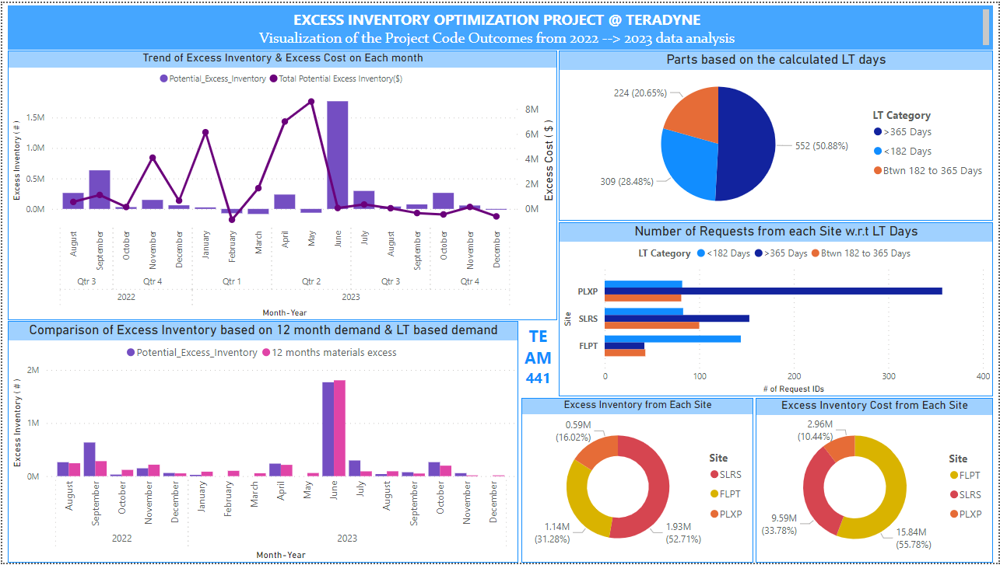 EXCESS INVENTORY OPTIMIZATION PROJECT @ TERADYNE
Visualization of the Project Code Outcomes from 2022 --> 2023 data analysis
Trend of Excess Inventory & Excess Cost on Each month
Potential_Excess_Inventory Total Potential Excess Inventory($)
Excess Inventory (#)
1.5M
1.0M
0.5M
0.0M
8M
6M
4M
2M
0M
Excess Cost ( $ )
August September October November December January February March April May June July August September October November December
Qtr 3 Qtr 4 Qtr 1 Qtr 2 Qtr 3 Qtr 4
2022 2023
Month-Year
Parts based on the calculated LT days
224 (20.65%)
552 (50.88%)
309 (28.48%)
LT Category
>365 Days
<182 Days
Btwn 182 to 365 Days
Number of Requests from each Site w.r.t LT Days
LT Category <182 Days >365 Days Btwn 182 to 365 Days
Site
PLXP
SLRS
FLPT
0 100 200 300 400
# of Request IDs
Comparison of Excess Inventory based on 12 month demand & LT based demand
Potential_Excess_Inventory 12 months materials excess
Excess Inventory (#)
2M
1M
0M
August September October November December January February March April May June July August September October November December
2022 2023
Month-Year
TE
AM
441
Excess Inventory from Each Site
0.59M
(16.02%)
1.14M
(31.28%)
1.93M
(52.71%)
Site
SLRS
FLPT
PLXP
Excess Inventory Cost from Each Site
2.96M
(10.44%)
9.59M
(33.78%)
15.84M
(55.78%)
Site
FLPT
SLRS
PLXP